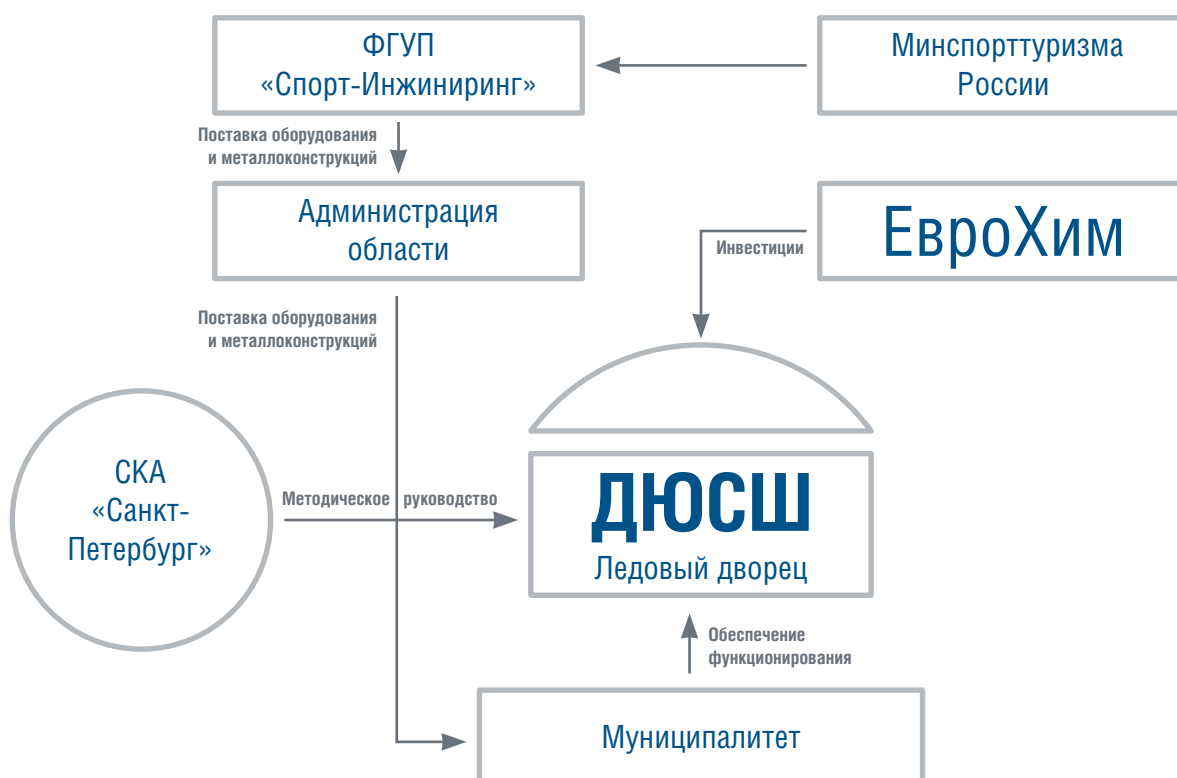 ФГУП
«Спорт-Инжиниринг»
Минспорттуризма
России
Поставка оборудования
и металлоконструкций
Администрация
области
ЕвроХим
Инвестиции
Поставка оборудования
и металлоконструкций
СКА
«Санкт-
Петербург»
Методическое руководство
ДЮСШ
Ледовый дворец
Обеспечение
функционирования
Муниципалитет